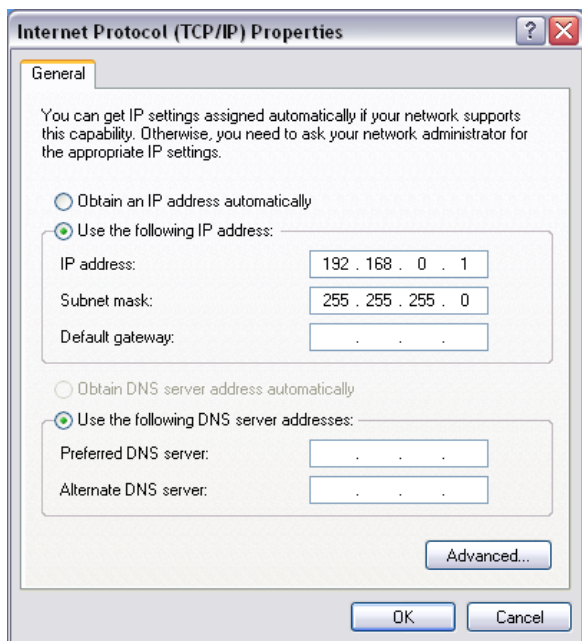 Internet Protocol (TCP/IP) Properties
General
You can get IP settings assigned automatically if your network supports
this capability. Otherwise, you need to ask your network administrator for
the appropriate IP settings.
Obtain an IP address automatically
Use the following IP address:
IP address: 192 . 168 . 0 . 1
Subnet mask: 255 . 255 . 255 . 0
Default gateway: . . .
Obtain DNS server address automatically
Use the following DNS server addresses:
Preferred DNS server: . . .
Alternate DNS server: . . .
Advanced...
OK Cancel